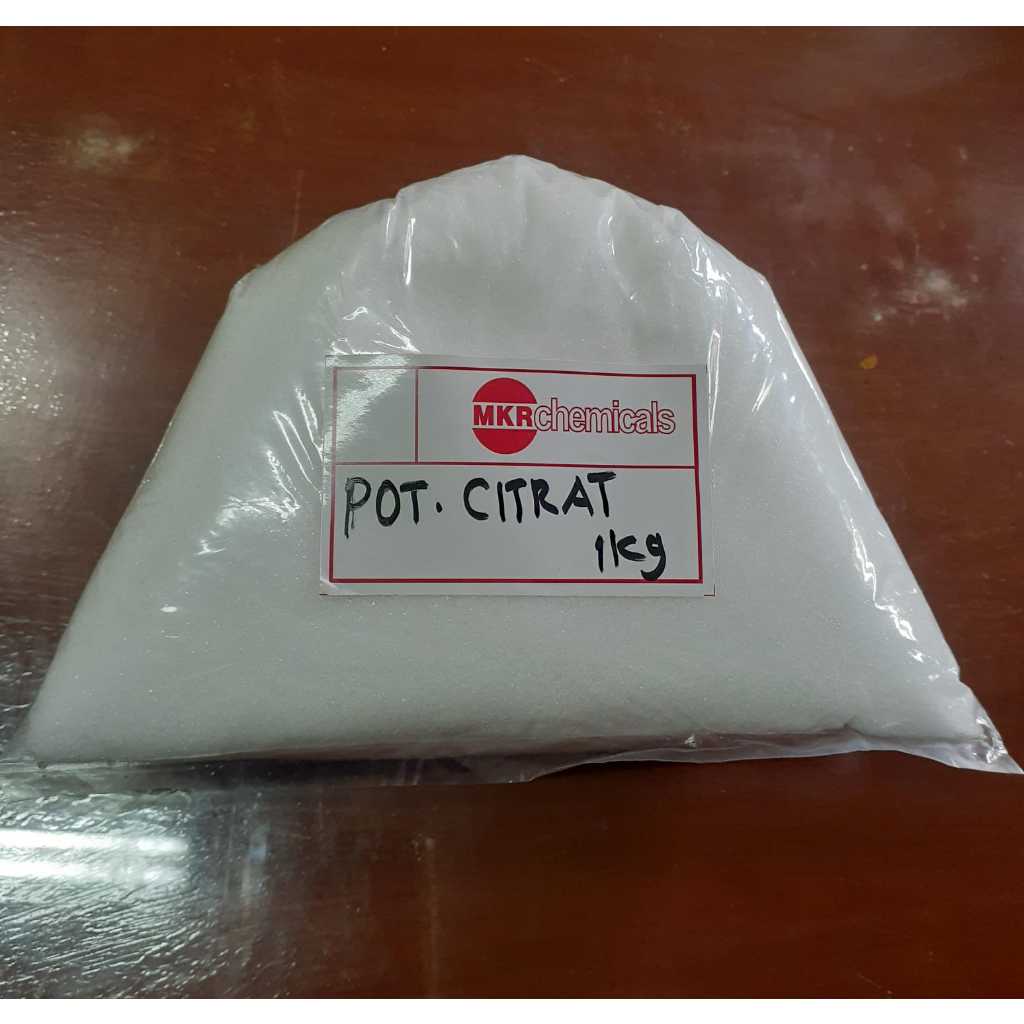 MKRchemicals
POT. CITRAT
1kg